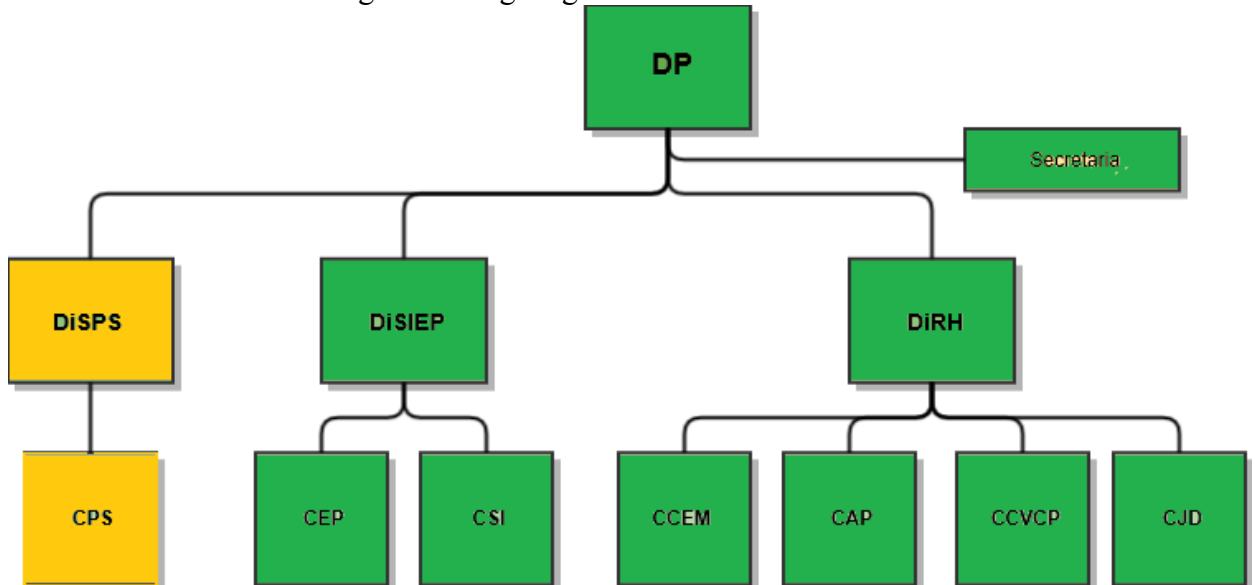 DP
Secretaria
DiSPS
DiSIEP
DiRH
CPS
CEP
CSI
CCEM
CAP
CCVCP
CJD